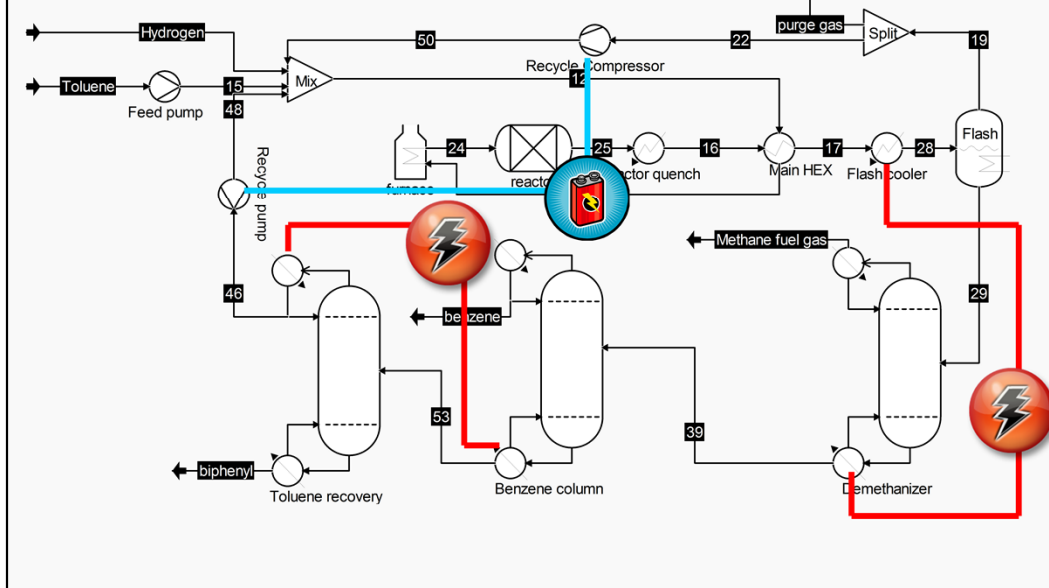 purge gas
Hydrogen
50
22
Split
19
Recycle Compressor
Mix
12
Toluene
15
Feed pump
48
Flash
24
25
16
17
28
Main HEX
Flash cooler
quench
Recycle pump
Methane fuel gas
46
29
benzene
53
39
biphenyl
Toluene recovery
Benzene column
Demethanizer